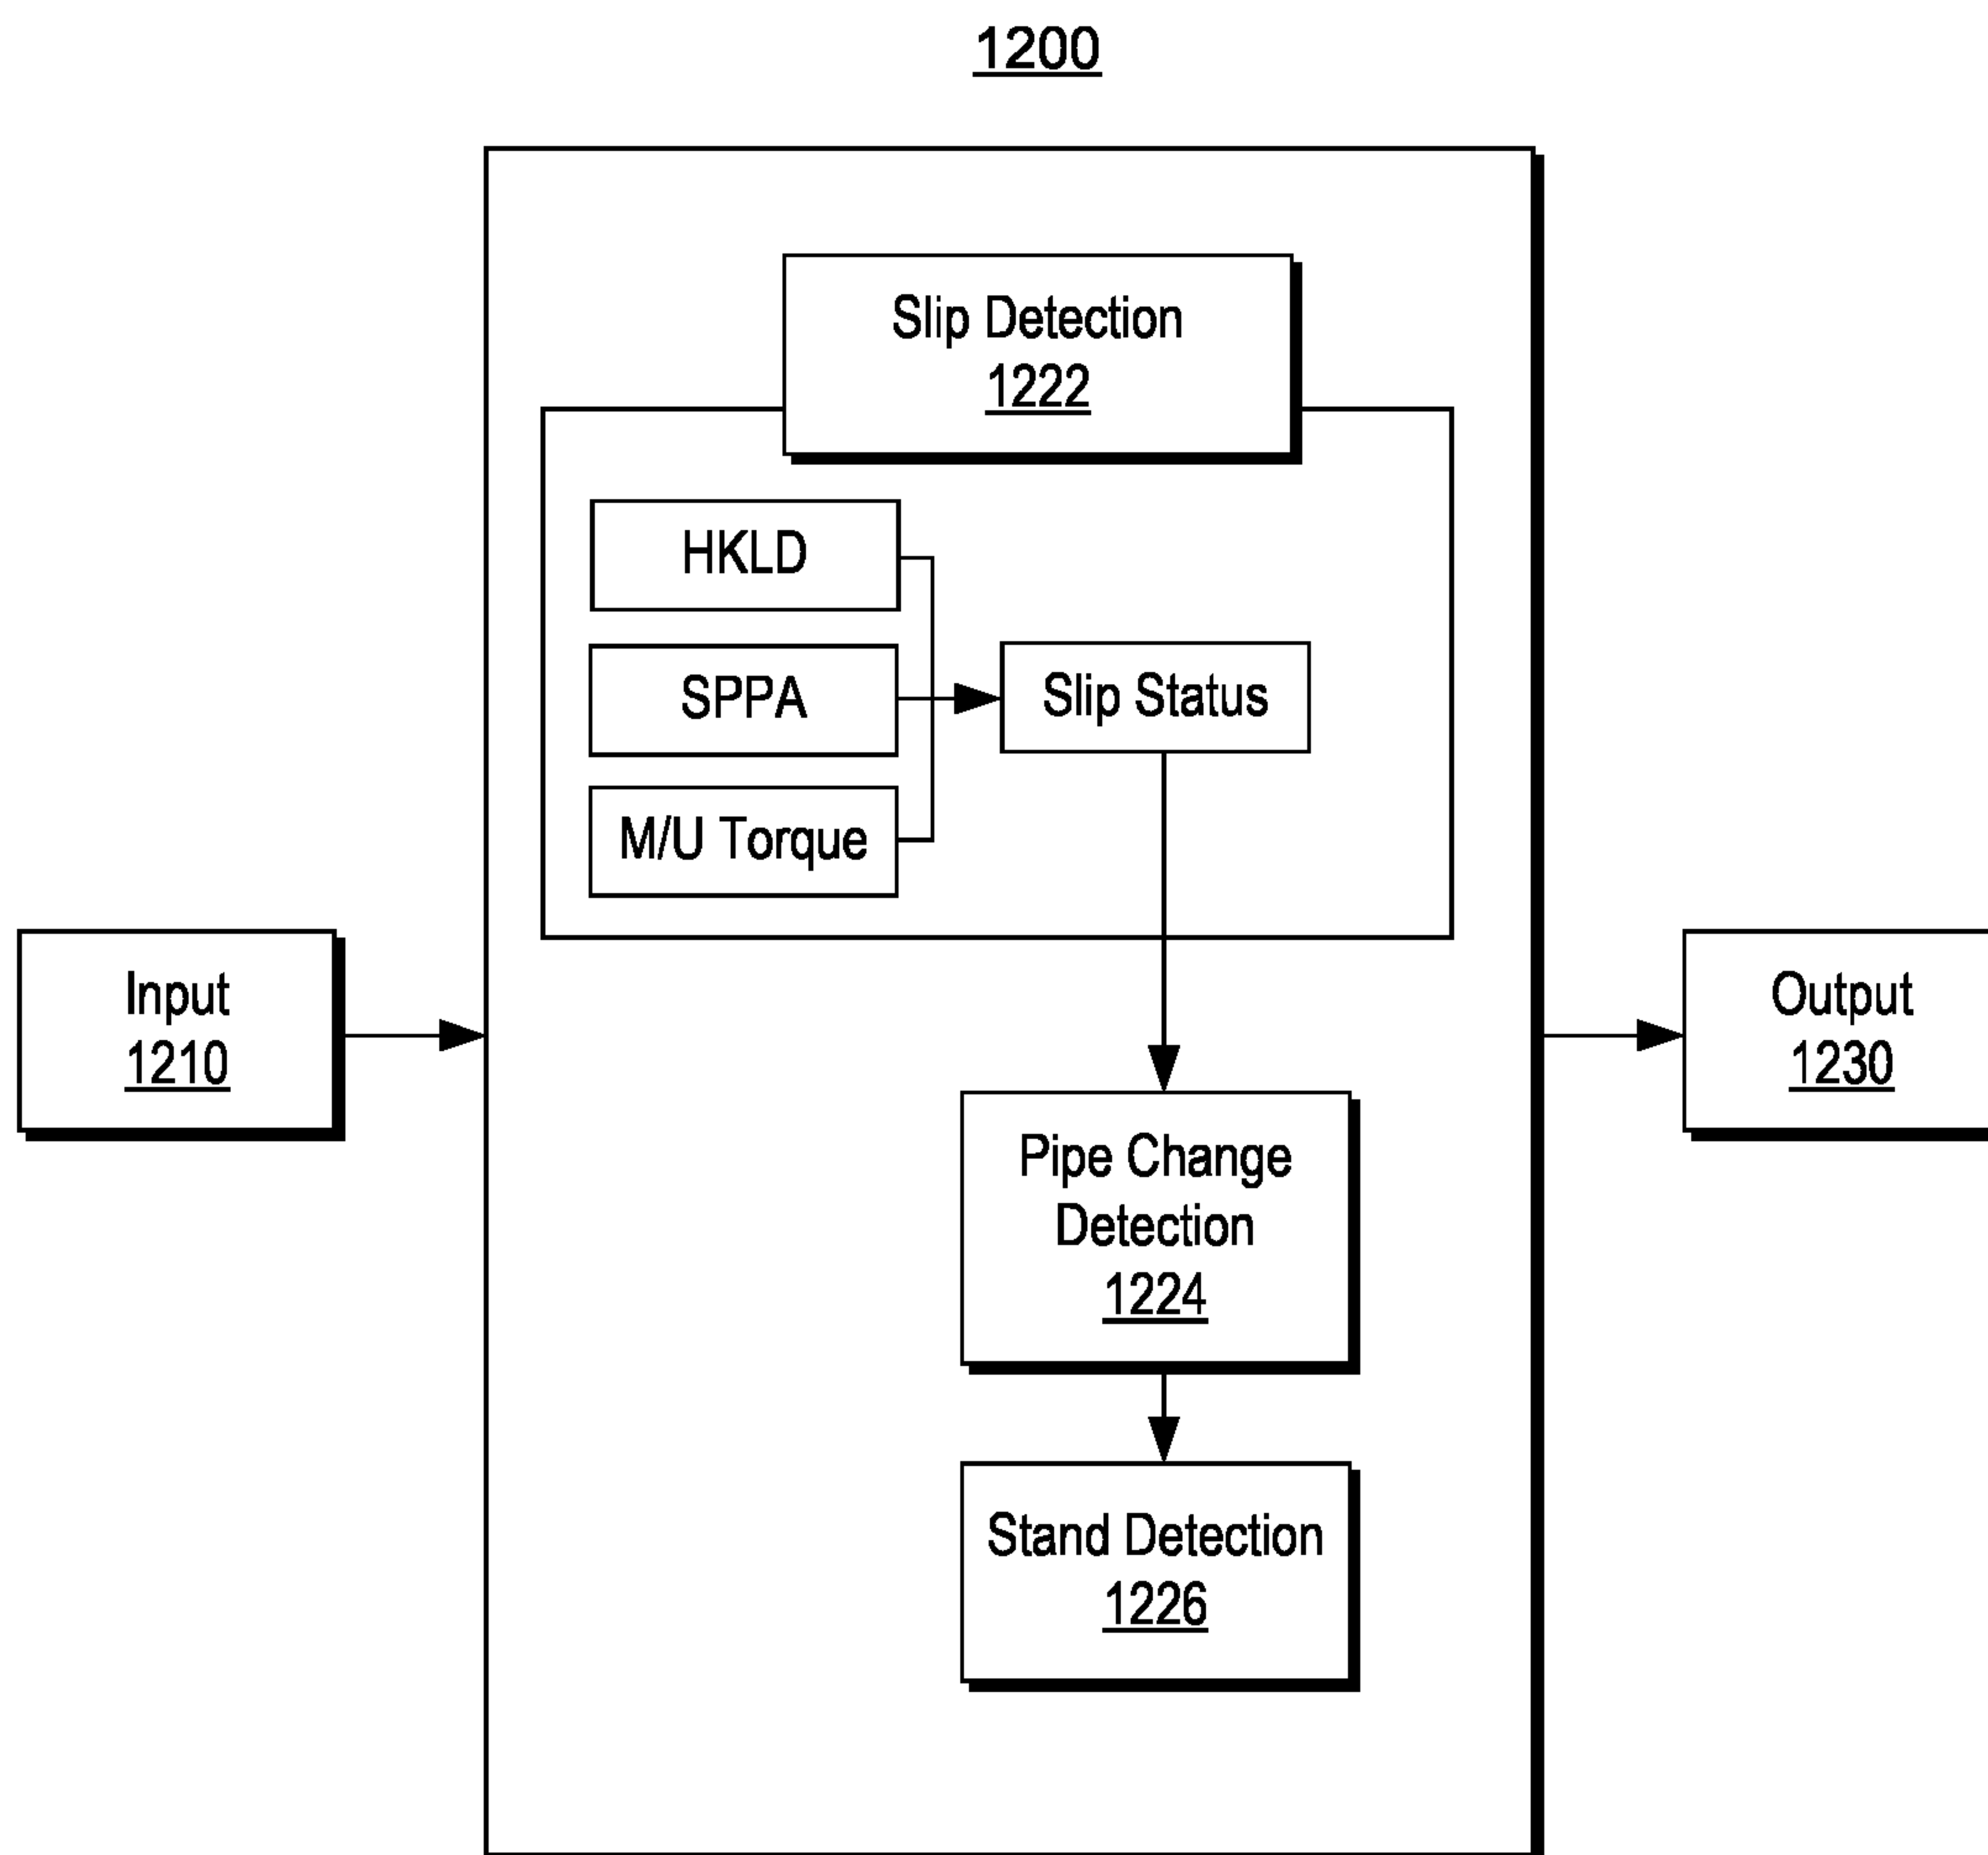 1200
Slip Detection
1222
HKLD
SPPA
Slip Status
M/U Torque
Input
1210
Output
1230
Pipe Change
Detection
1224
Stand Detection
1226